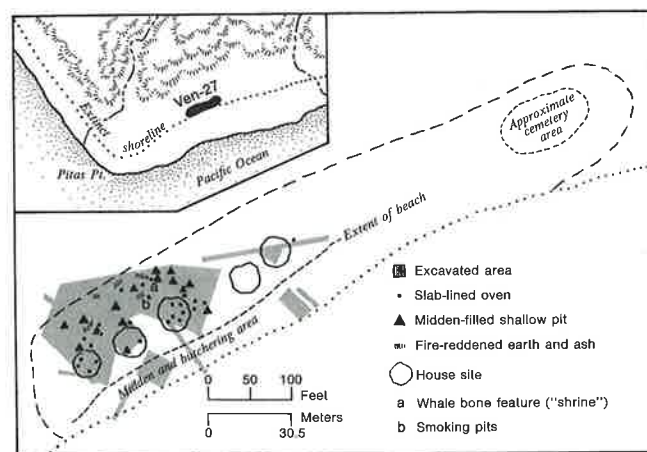 Ven-27
Extinct
shoreline
Pitas Pt.
Pacific Ocean
Approximate
cemetery
area
Extent of beach
Midden and butchering area
a
b
Excavated area
Slab-lined oven
Midden-filled shallow pit
Fire-reddened earth and ash
House site
a Whale bone feature ("shrine")
b Smoking pits
0 50 100
Feet
Meters
0 30.5